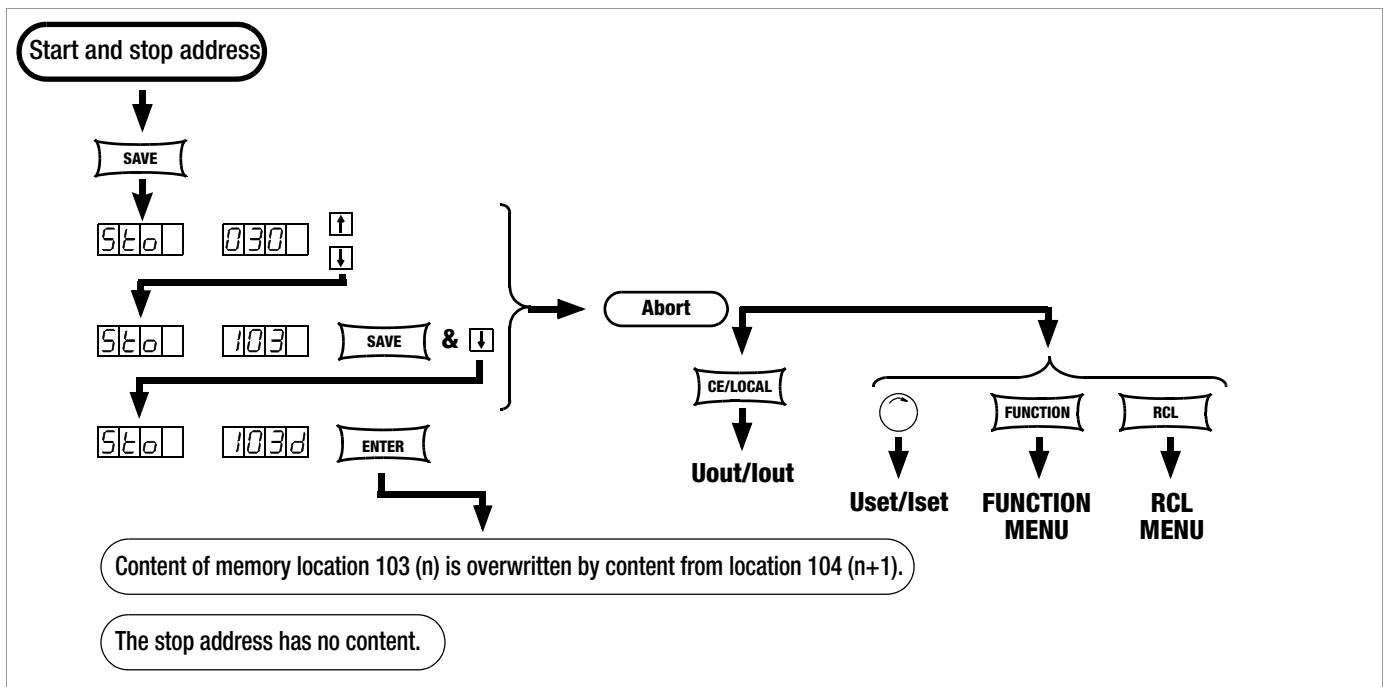 Start and stop address
SAVE
Sto 030
Sto 103 SAVE & ↓
Sto 103d ENTER
Abort
CE/LOCAL
Uout/Iout
FUNCTION
RCL
Uset/Iset
FUNCTION
MENU
RCL
MENU
Content of memory location 103 (n) is overwritten by content from location 104 (n+1).
The stop address has no content.